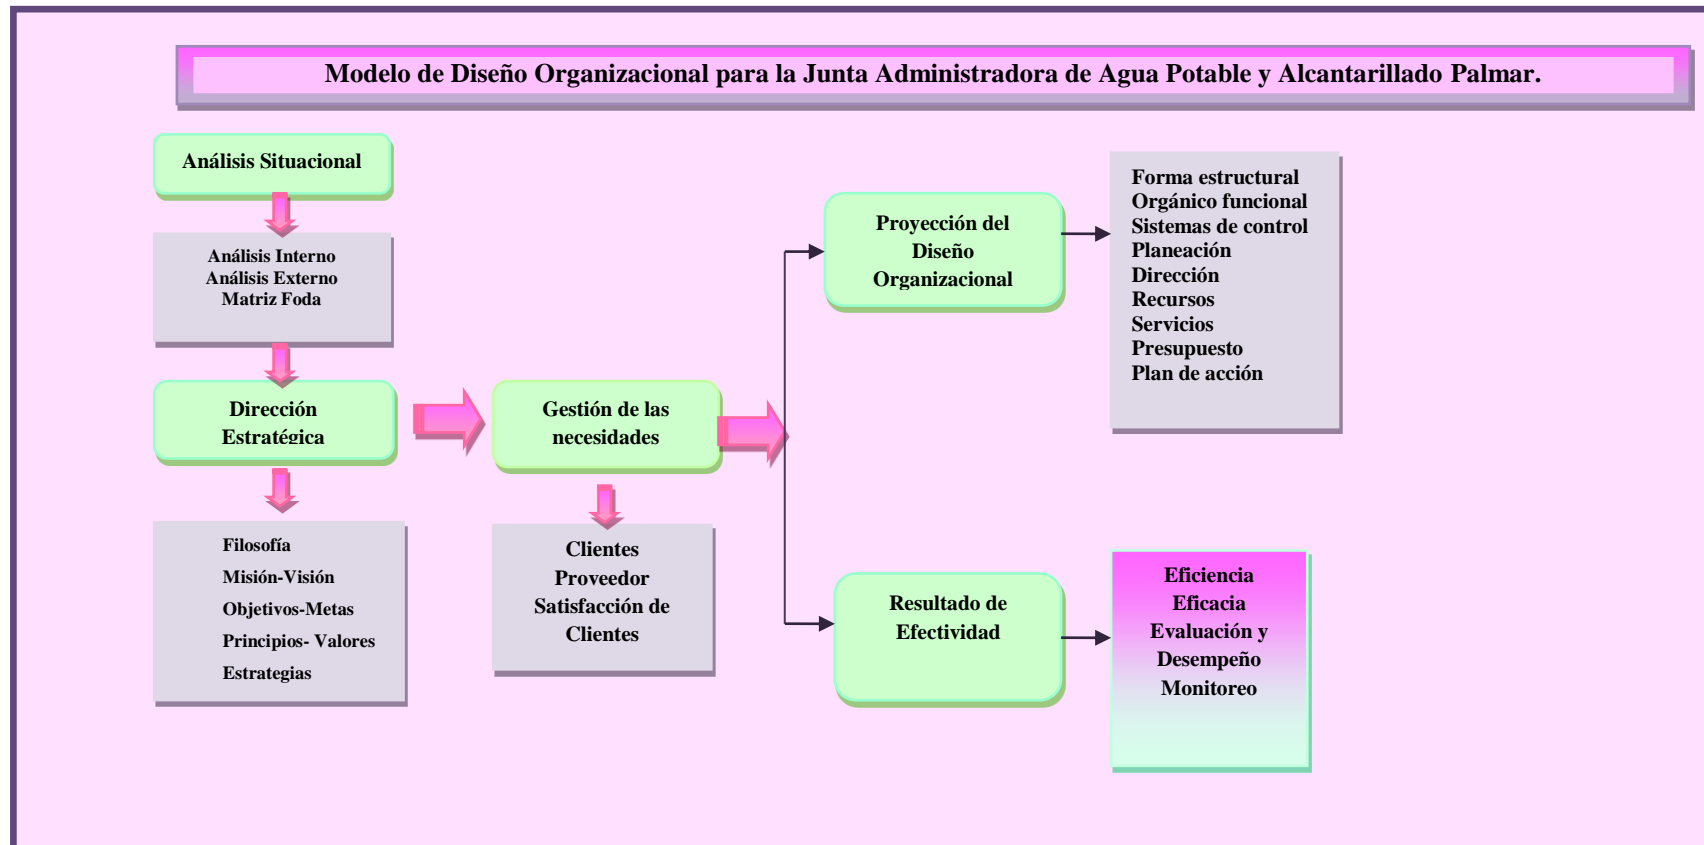 Modelo de Diseño Organizacional para la Junta Administradora de Agua Potable y Alcantarillado Palmar.
Análisis Situacional
Análisis Interno
Análisis Externo
Matriz Foda
Dirección
Estratégica
Filosofía
Misión-Visión
Objetivos-Metas
Principios- Valores
Estrategias
Gestión de las
necesidades
Clientes
Proveedor
Satisfacción de
Clientes
Proyección del
Diseño
Organizacional
Forma estructural
Orgánico funcional
Sistemas de control
Planeación
Dirección
Recursos
Servicios
Presupuesto
Plan de acción
Resultado de
Efectividad
Eficiencia
Eficacia
Evaluación y
Desempeño
Monitoreo